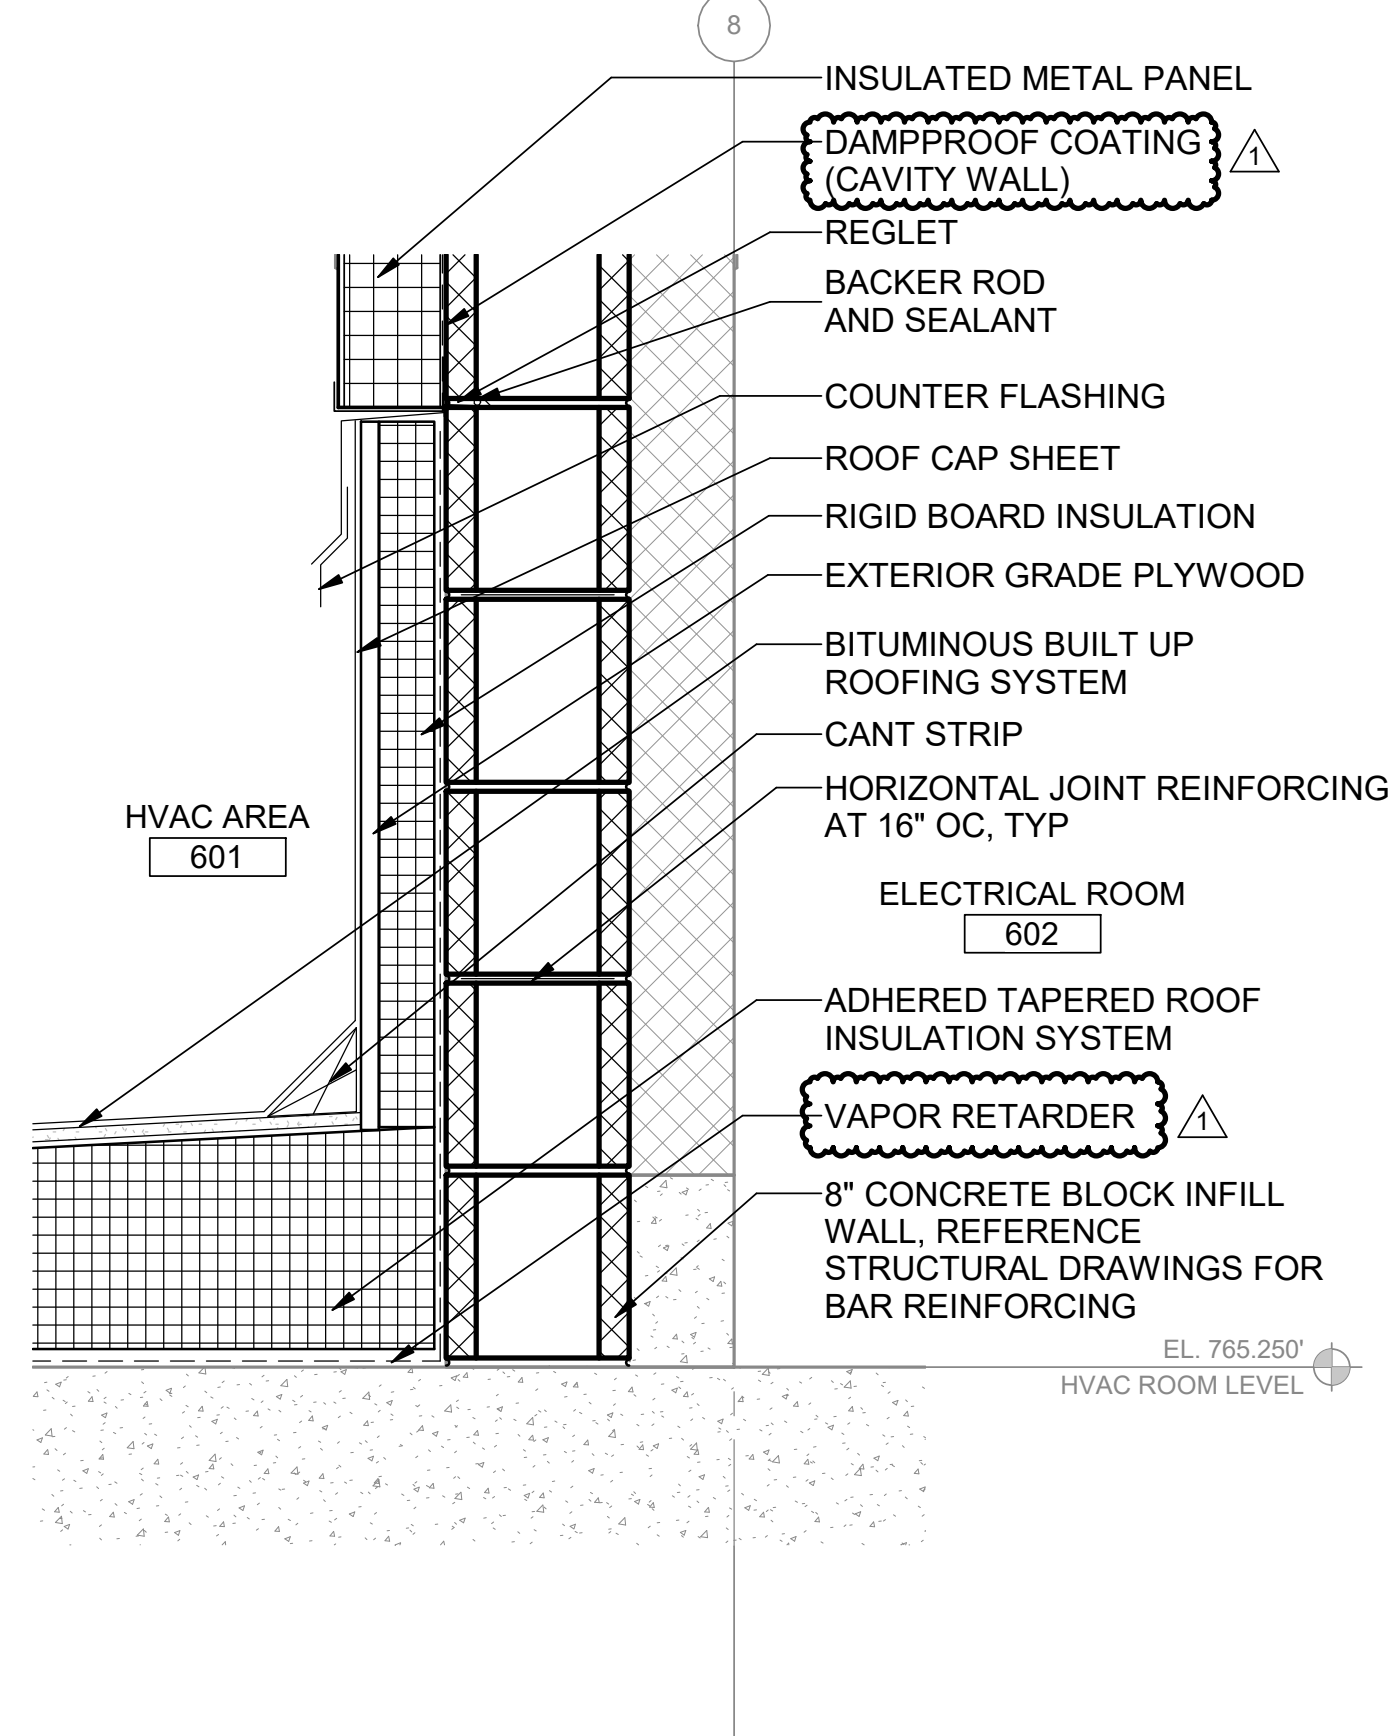 8
INSULATED METAL PANEL
DAMPPROOF COATING
(CAVITY WALL)
1
REGLET
BACKER ROD
AND SEALANT
COUNTER FLASHING
ROOF CAP SHEET
RIGID BOARD INSULATION
EXTERIOR GRADE PLYWOOD
BITUMINOUS BUILT UP
ROOFING SYSTEM
CANT STRIP
HORIZONTAL JOINT REINFORCING
AT 16" OC, TYP
HVAC AREA
601
ELECTRICAL ROOM
602
ADHERED TAPERED ROOF
INSULATION SYSTEM
VAPOR RETARDER
1
8" CONCRETE BLOCK INFILL
WALL, REFERENCE
STRUCTURAL DRAWINGS FOR
BAR REINFORCING
EL. 765.250'
HVAC ROOM LEVEL